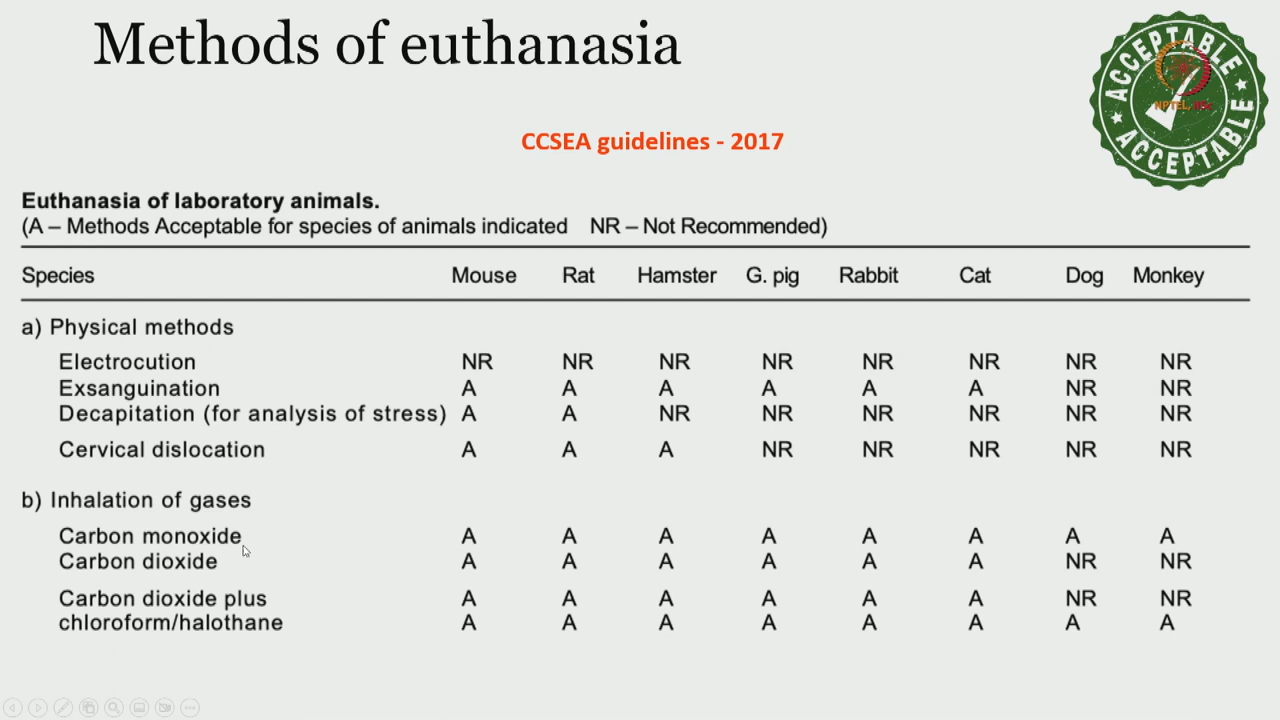 Methods of euthanasia
ACCEPTABLE
ACCEPTABLE
NPTEL, IISc
CCSEA guidelines - 2017
Euthanasia of laboratory animals.
(A – Methods Acceptable for species of animals indicated NR – Not Recommended)
Species Mouse Rat Hamster G. pig Rabbit Cat Dog Monkey
a) Physical methods
Electrocution NR NR NR NR NR NR NR NR
Exsanguination A A A A A A NR NR
Decapitation (for analysis of stress) A A NR NR NR NR NR NR
Cervical dislocation A A A NR NR NR NR NR
b) Inhalation of gases
Carbon monoxide A A A A A A A A
Carbon dioxide A A A A A A NR NR
Carbon dioxide plus A A A A A A NR NR
chloroform/halothane A A A A A A A A